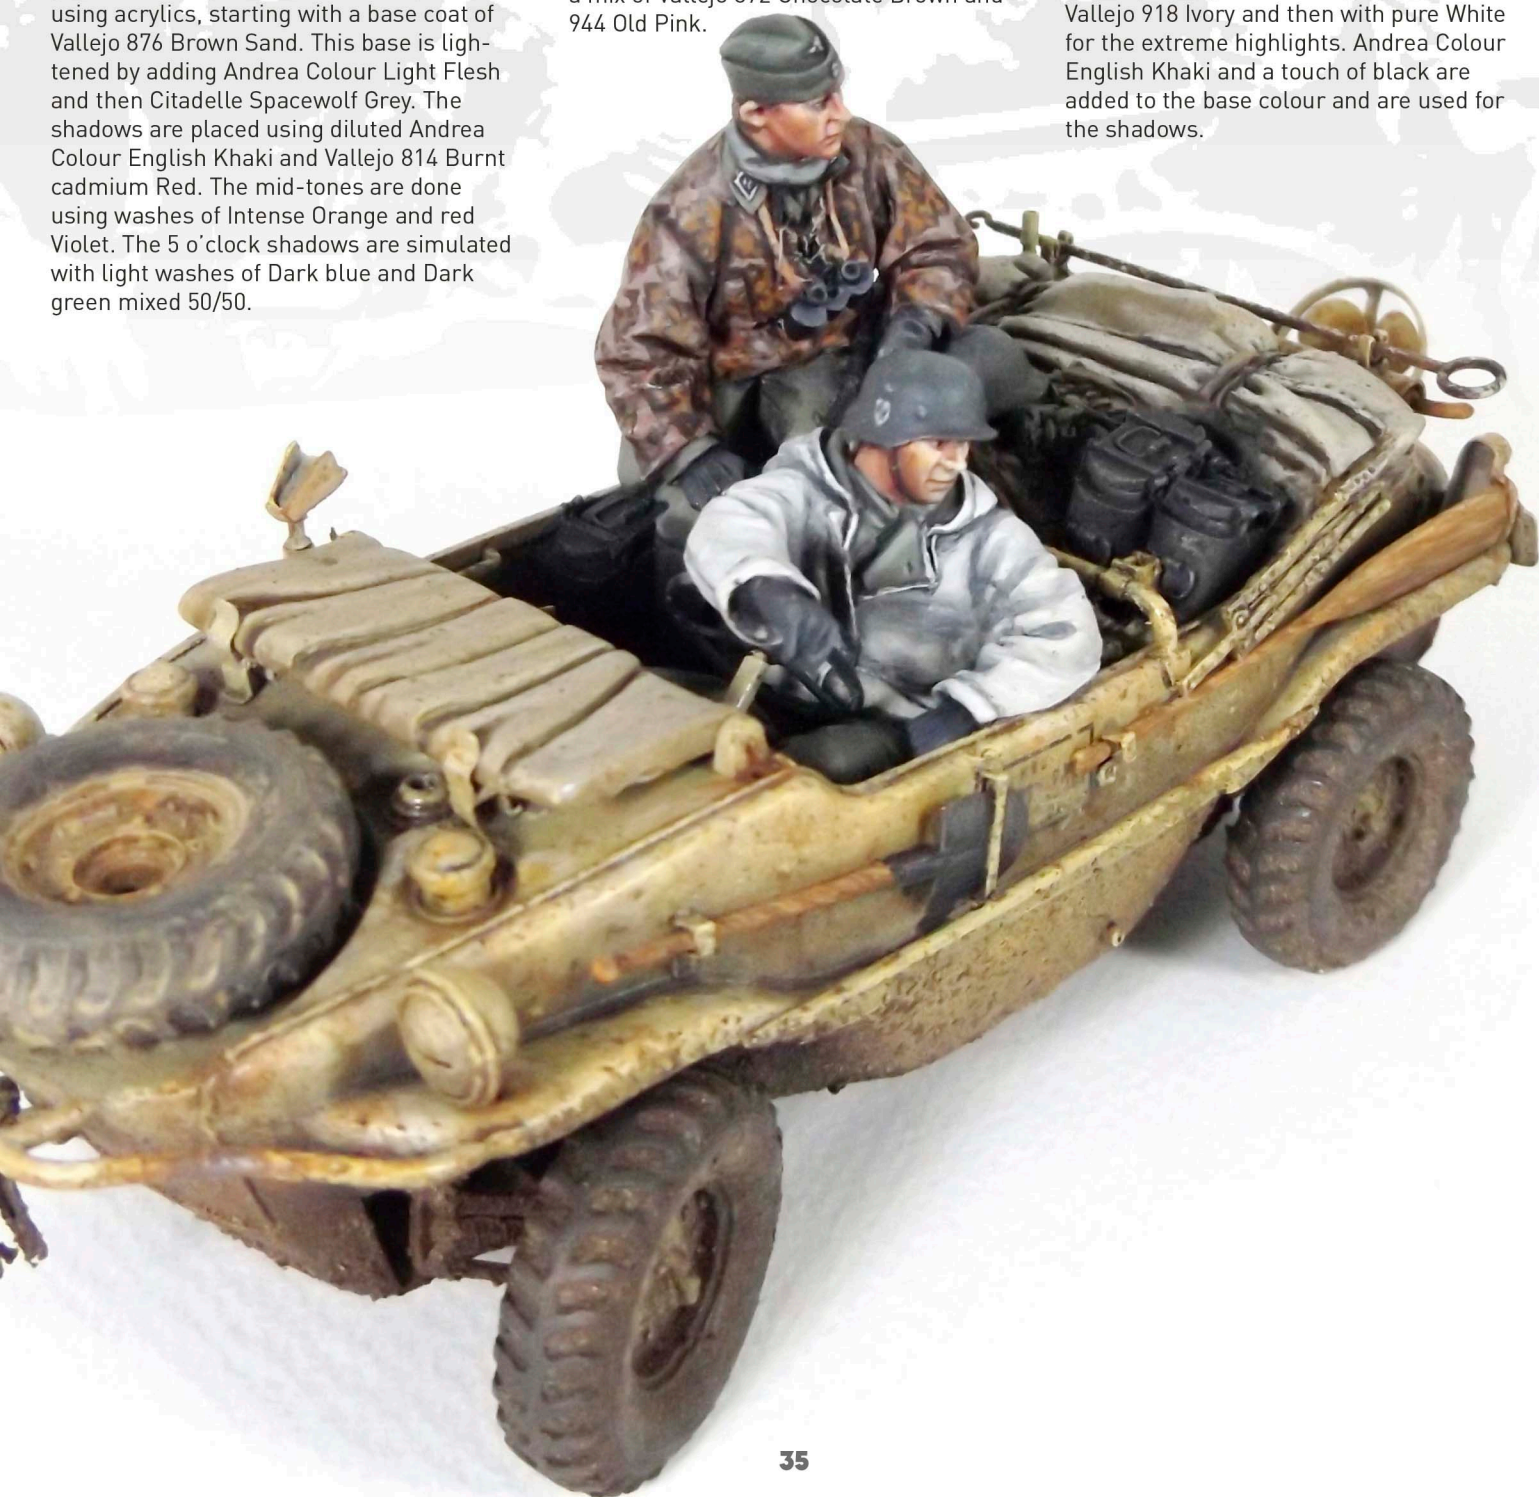 using acrylics, starting with a base coat of
Vallejo 876 Brown Sand. This base is ligh-
tened by adding Andrea Colour Light Flesh
and then Citadelle Spacewolf Grey. The
shadows are placed using diluted Andrea
Colour English Khaki and Vallejo 814 Burnt
cadmium Red. The mid-tones are done
using washes of Intense Orange and red
Violet. The 5 o’clock shadows are simulated
with light washes of Dark blue and Dark
green mixed 50/50.
944 Old Pink.
Vallejo 918 Ivory and then with pure White
for the extreme highlights. Andrea Colour
English Khaki and a touch of black are
added to the base colour and are used for
the shadows.
35